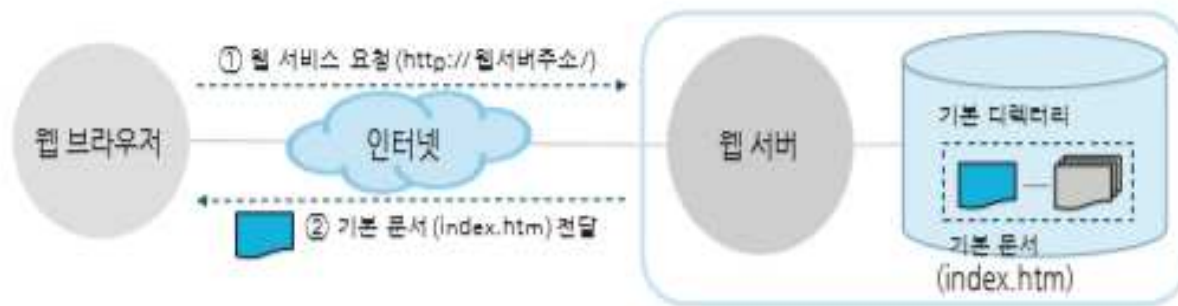 ① 웹 서비스 요청(http://웹서버주소/)
웹 브라우저
인터넷
웹 서버
기본 디렉터리
② 기본 문서(index.htm) 전달
기본 문서
(index.htm)